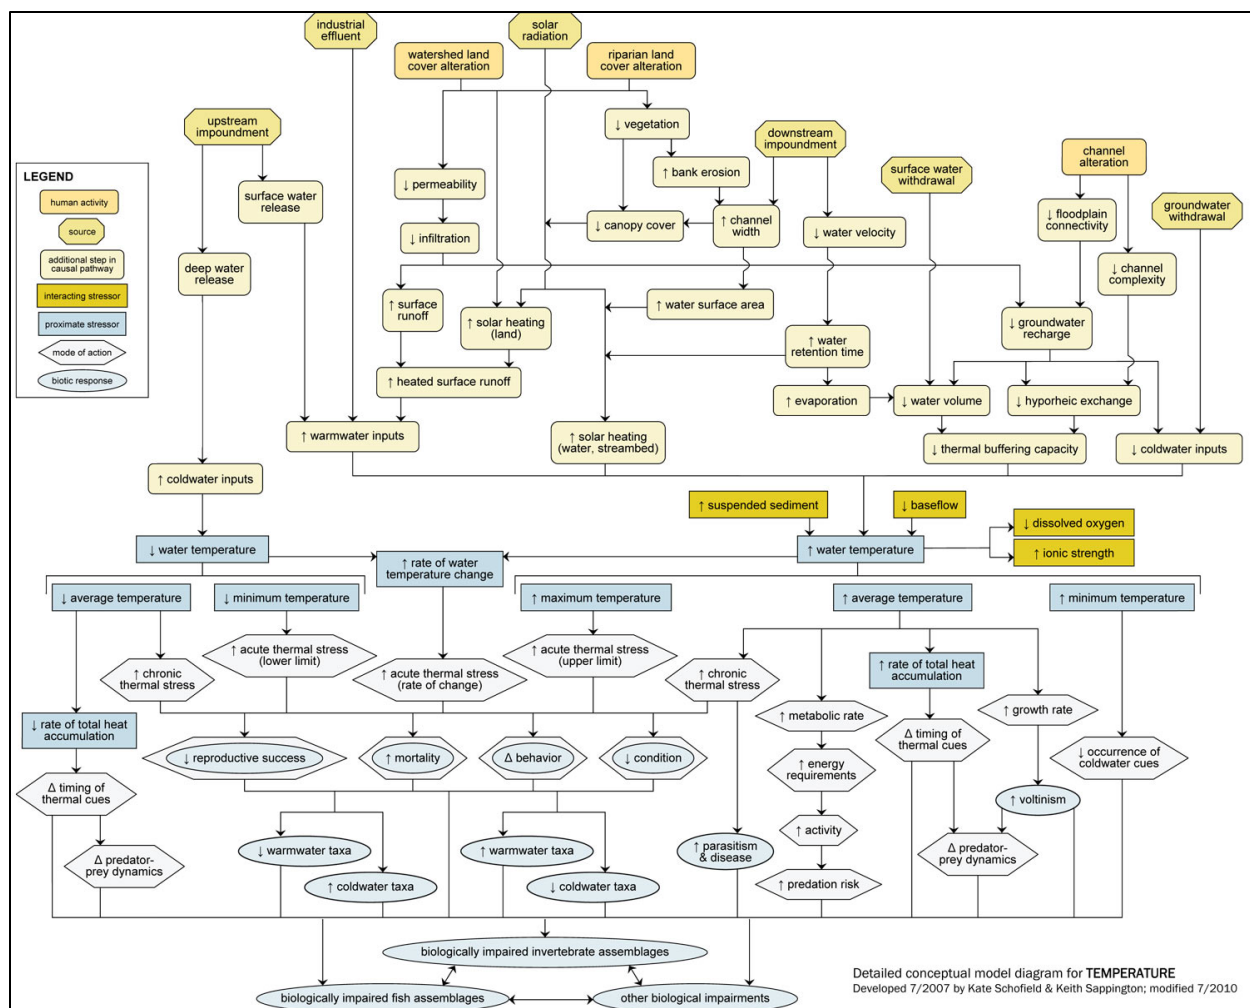 industrial
effluent
solar
radiation
watershed land
cover alteration
riparian land
cover alteration
upstream
impoundment
↓ vegetation
downstream
impoundment
channel
alteration
surface water
withdrawal
groundwater
withdrawal
LEGEND
human activity
source
additional step in
causal pathway
interacting stressor
proximate stressor
mode of action
biotic response
surface water
release
↓ permeability
↑ bank erosion
↓ infiltration
↓ canopy cover
↑ channel
width
↓ water velocity
↓ floodplain
connectivity
deep water
release
↓ channel
complexity
↑ surface
runoff
↑ solar heating
(land)
↑ water surface area
↓ groundwater
recharge
↑ water
retention time
↑ heated surface runoff
↑ evaporation
↓ water volume
↓ hyporheic exchange
↑ warmwater inputs
↑ solar heating
(water, streambed)
↓ thermal buffering capacity
↓ coldwater inputs
↑ coldwater inputs
↑ suspended sediment
↓ baseflow
↓ dissolved oxygen
↑ ionic strength
↓ water temperature
↑ rate of water
temperature change
↑ water temperature
↓ average temperature
↓ minimum temperature
↑ maximum temperature
↑ average temperature
↑ minimum temperature
↑ chronic
thermal stress
↑ acute thermal stress
(lower limit)
↑ acute thermal stress
(rate of change)
↑ acute thermal stress
(upper limit)
↑ chronic
thermal stress
↑ rate of total heat
accumulation
↑ metabolic rate
↑ growth rate
↓ rate of total heat
accumulation
↓ reproductive success
↑ mortality
Δ behavior
↓ condition
↑ energy
requirements
Δ timing of
thermal cues
↓ occurrence of
coldwater cues
Δ timing of
thermal cues
↑ voltinism
↑ activity
↓ warmwater taxa
↑ coldwater taxa
↑ warmwater taxa
↓ coldwater taxa
↑ parasitism
& disease
Δ predator-
prey dynamics
Δ predator-
prey dynamics
↑ predation risk
biologically impaired invertebrate assemblages
biologically impaired fish assemblages
other biological impairments
Detailed conceptual model diagram for TEMPERATURE
Developed 7/2007 by Kate Schofield & Keith Sappington; modified 7/2010